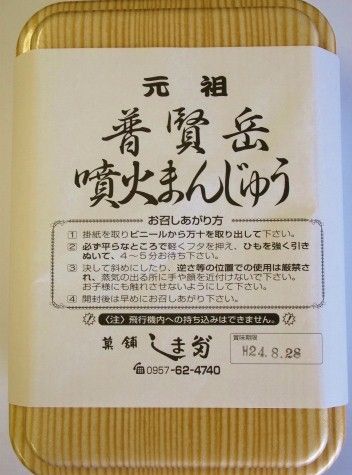 元祖
普賢岳
噴火まんじゅう
お召しあがり方
1 掛紙を取りビニールから万十を取り出して下さい。
2 必ず平らなところで軽くフタを押え、ひもを強く引き
ぬいて、4〜5分お待ち下さい。
3 決して斜めにしたり、逆さ等の位置での使用は厳禁さ
れ、蒸気の出る所に手や顔を近付けないで下さい。
お子様にも触れさせないようにして下さい。
4 開封後は早めにお召しあがり下さい。
〈注〉飛行機内への持ち込みはできません。
菓舗 しま
☎0957-62-4740
賞味期限
H24.8.28